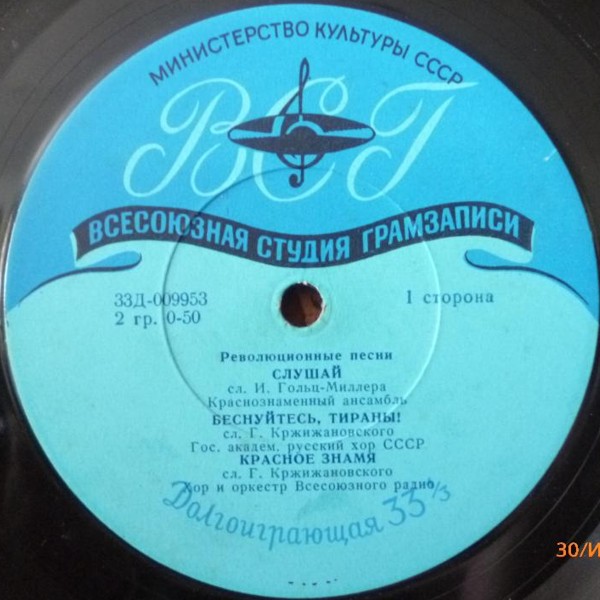 МИНИСТЕРСТВО КУЛЬТУРЫ СССР
ВСГ
ВСЕСОЮЗНАЯ СТУДИЯ ГРАМЗАПИСИ
33Д-009953
2 гр. 0-50
1 сторона
Революционные песни
СЛУШАЙ
сл. И. Гольц-Миллера
Краснознаменный ансамбль
БЕСНУЙТЕСЬ, ТИРАНЫ!
сл. Г. Кржижановского
Гос. академ. русский хор СССР
КРАСНОЕ ЗНАМЯ
сл. Г. Кржижановского
Хор и оркестр Всесоюзного радио
Долгоиграющая 33⅓